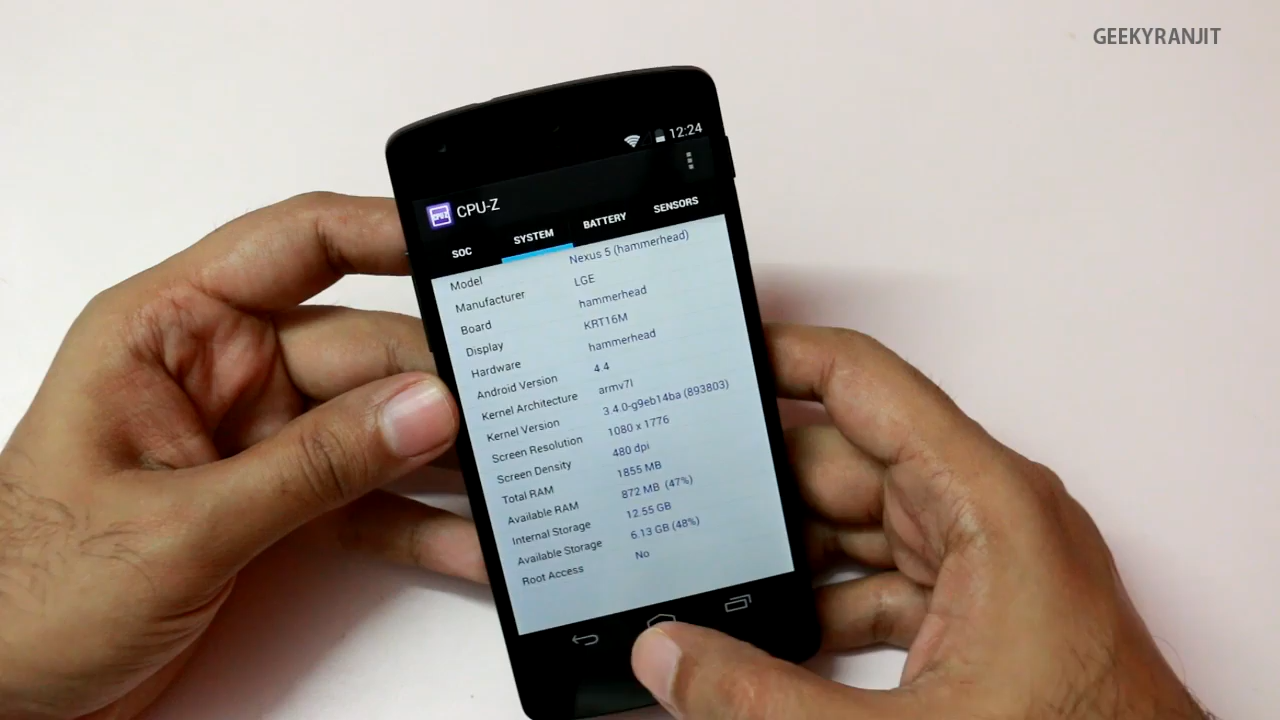 GEEKYRANJIT
12:24
CPU-Z
SOC SYSTEM BATTERY SENSORS
Model Nexus 5 (hammerhead)
Manufacturer LGE
Board hammerhead
Display KRT16M
Hardware hammerhead
Android Version 4.4
Kernel Architecture armv7l
Kernel Version 3.4.0-g9eb14ba (893803)
Screen Resolution 1080 x 1776
Screen Density 480 dpi
Total RAM 1855 MB
Available RAM 872 MB (47%)
Internal Storage 12.55 GB
Available Storage 6.13 GB (48%)
Root Access No